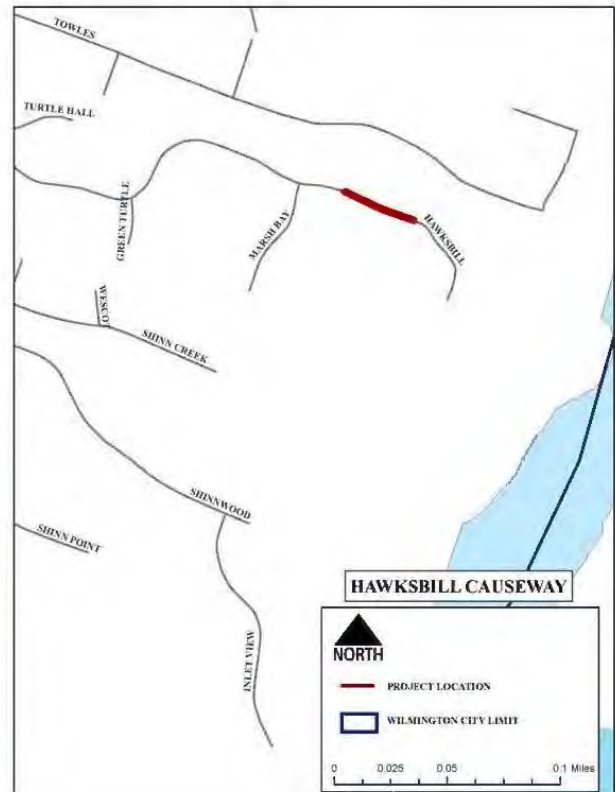 TOWLES
TURTLE HALL
GREEN TURTLE
MARSH BAY
HAWKSBILL
SHINN CREEK
SHINNWOOD
SHINN POINT
INLET VIEW
HAWKSBILL CAUSEWAY
NORTH
PROJECT LOCATION
WILMINGTON CITY LIMIT
0 0.025 0.05 0.1 Miles